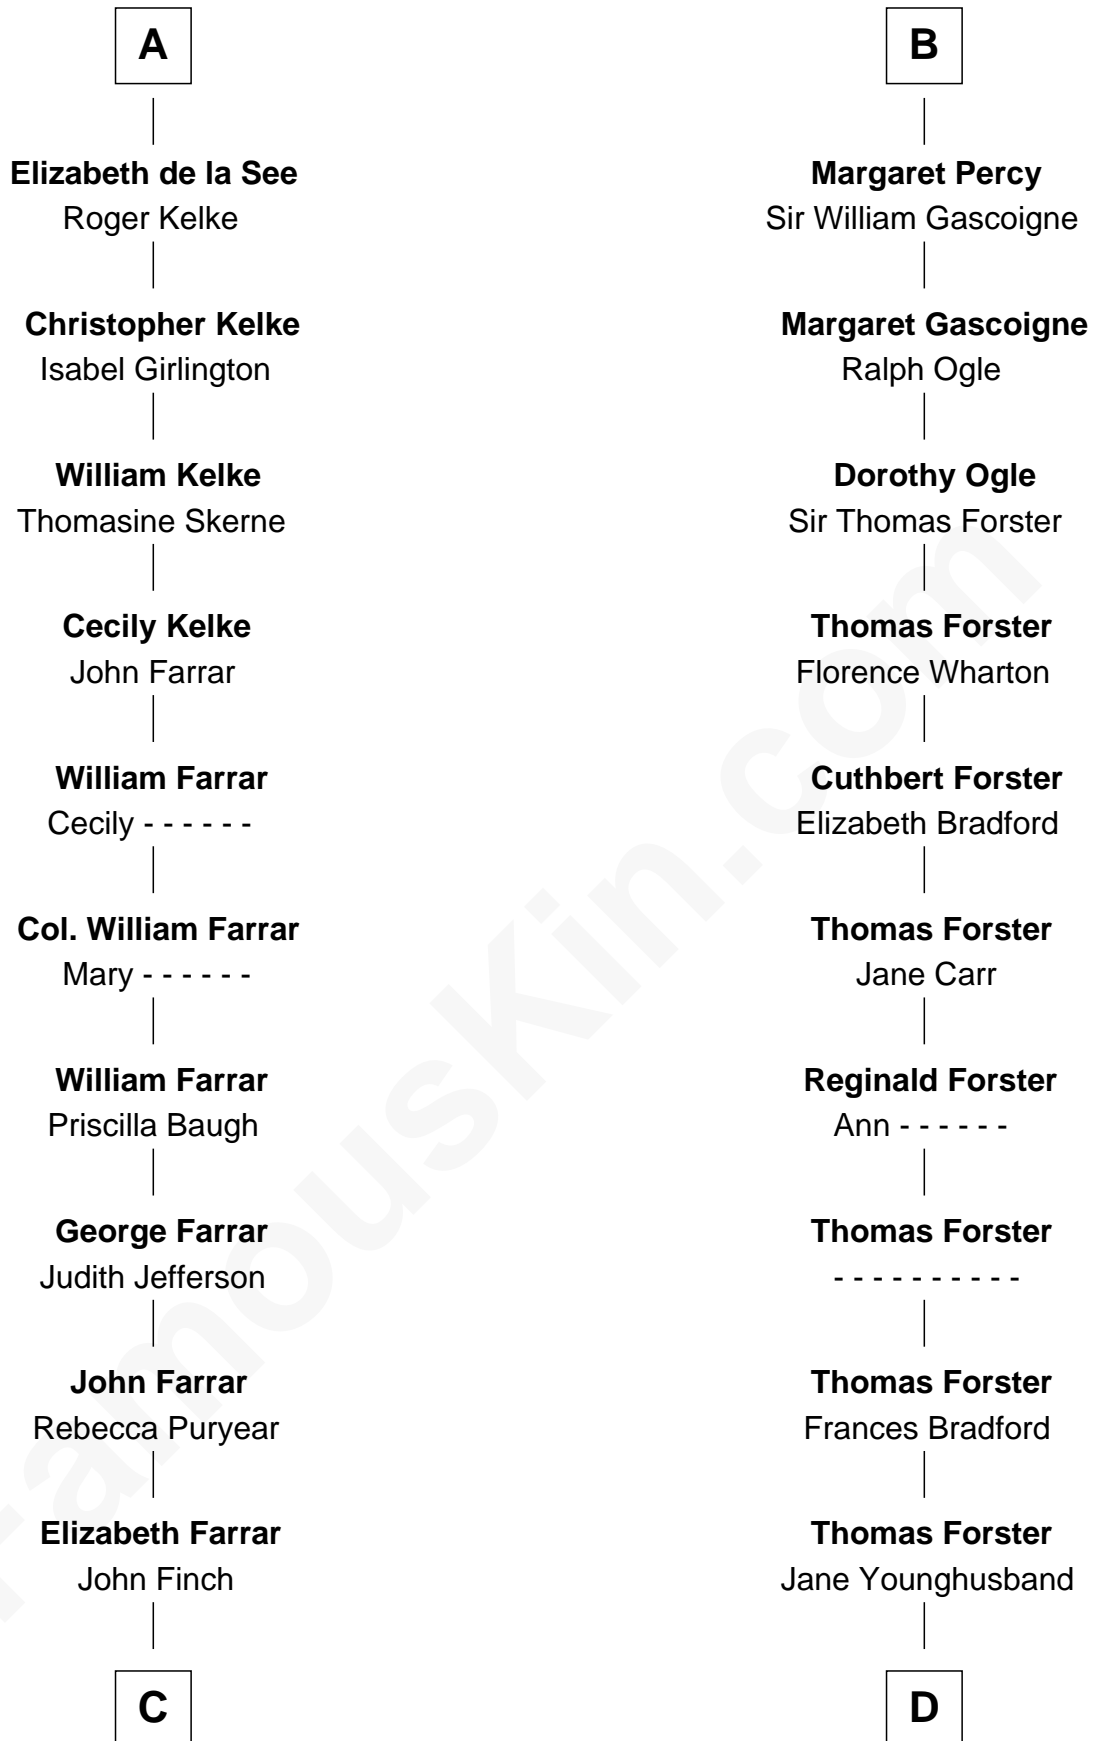 A
Elizabeth de la See
Roger Kelke
Christopher Kelke
Isabel Girlington
William Kelke
Thomasine Skerne
Cecily Kelke
John Farrar
William Farrar
Cecily - - - - - -
Col. William Farrar
Mary - - - - - -
William Farrar
Priscilla Baugh
George Farrar
Judith Jefferson
John Farrar
Rebecca Puryear
Elizabeth Farrar
John Finch
C
B
Margaret Percy
Sir William Gascoigne
Margaret Gascoigne
Ralph Ogle
Dorothy Ogle
Sir Thomas Forster
Thomas Forster
Florence Wharton
Cuthbert Forster
Elizabeth Bradford
Thomas Forster
Jane Carr
Reginald Forster
Ann - - - - - -
Thomas Forster
- - - - - - - - - -
Thomas Forster
Frances Bradford
Thomas Forster
Jane Younghusband
D
FamousKin.com